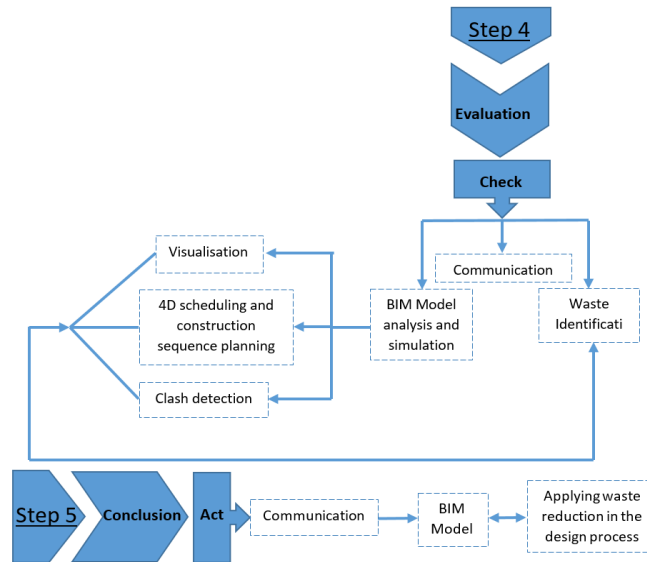 Step 4
Evaluation
Check
Visualisation
Communication
4D scheduling and
construction
sequence planning
BIM Model
analysis and
simulation
Waste
Identificati
Clash detection
Step 5
Conclusion
Act
Communication
BIM
Model
Applying waste
reduction in the
design process